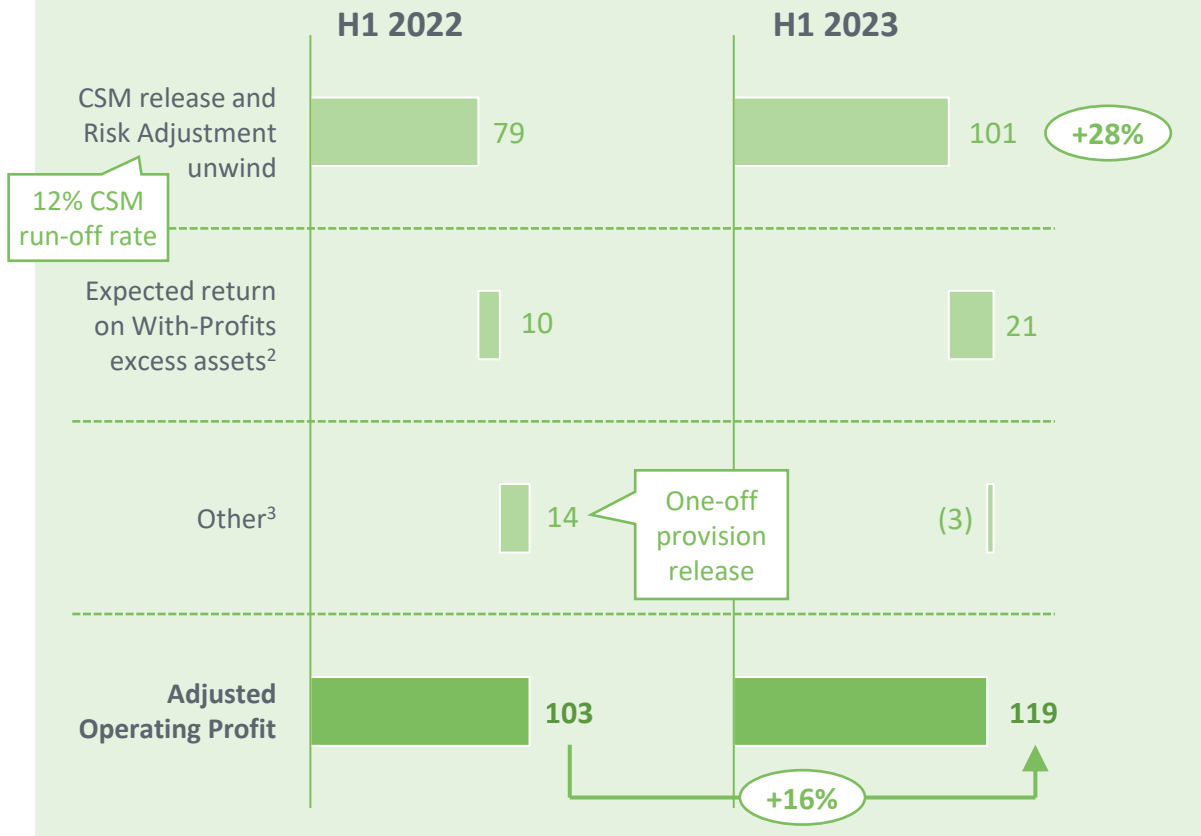 H1 2022
H1 2023
CSM release and
Risk Adjustment
unwind
79
101
+28%
12% CSM
run-off rate
Expected return
on With-Profits
excess assets2
10
21
Other3
14
One-off
provision
release
(3)
Adjusted
Operating Profit
103
119
+16%